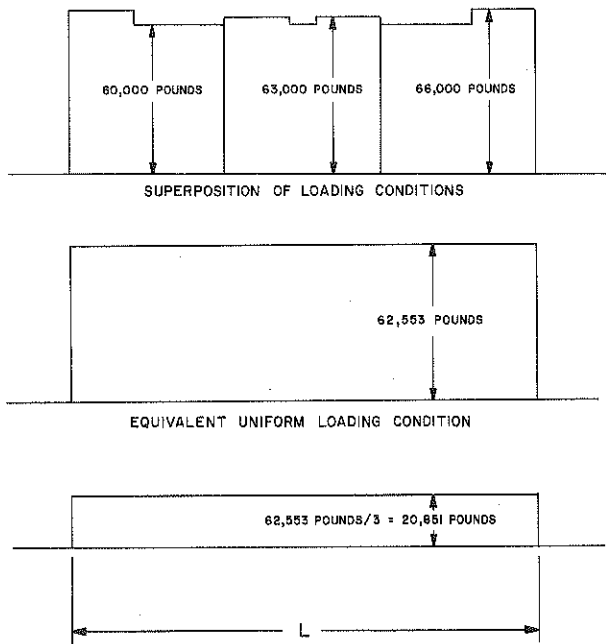 60,000 POUNDS 63,000 POUNDS 66,000 POUNDS
SUPERPOSITION OF LOADING CONDITIONS
62,553 POUNDS
EQUIVALENT UNIFORM LOADING CONDITION
62,553 POUNDS/3 = 20,851 POUNDS
L